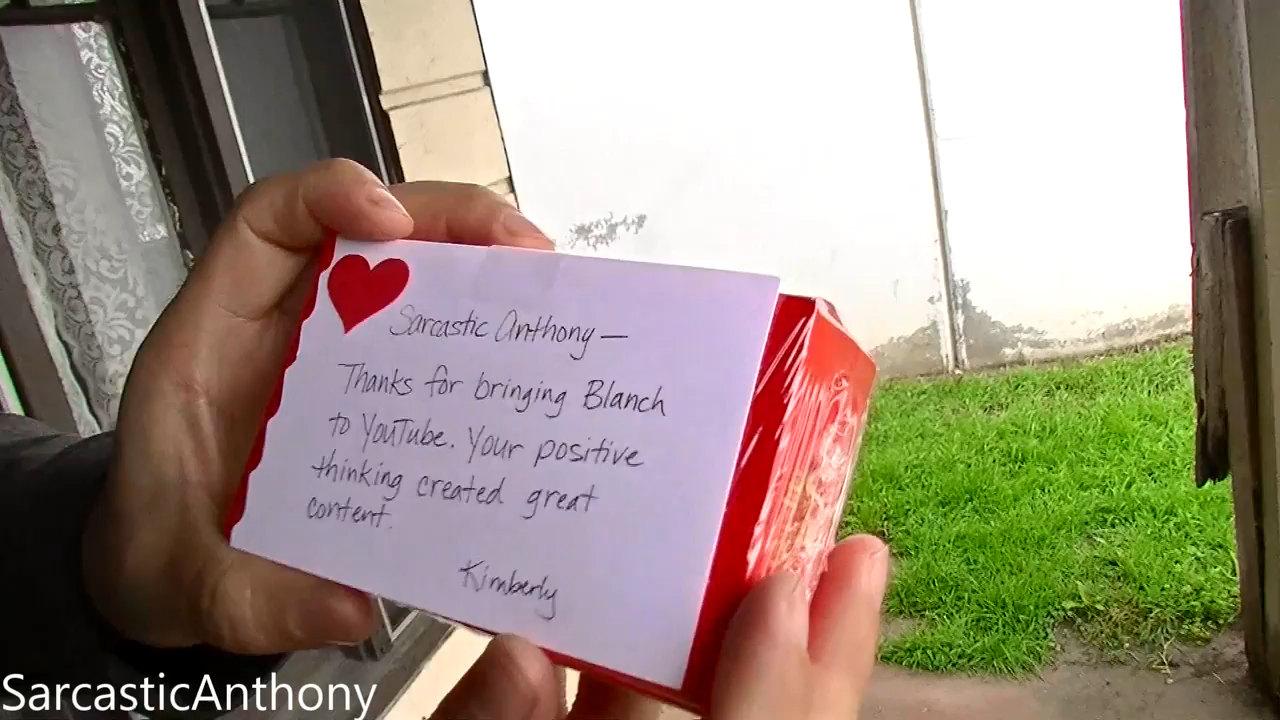 Sarcastic Anthony —
Thanks for bringing Blanch
to YouTube. Your positive
thinking created great
content.
Kimberly
SarcasticAnthony